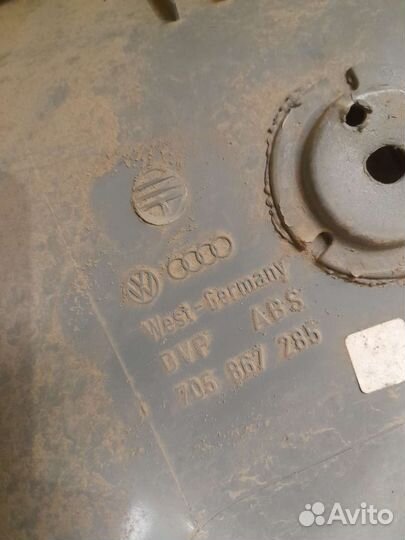 West-Germany
DVP ABS
705 867 285
Avito